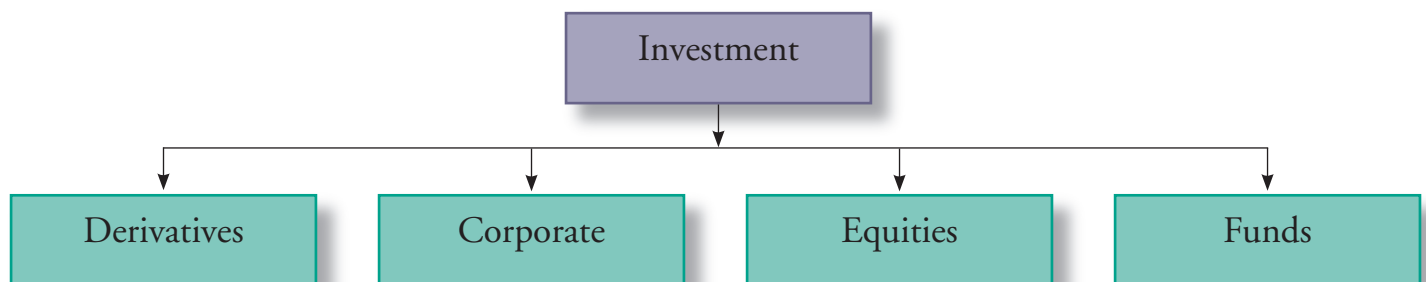 Investment
Derivatives
Corporate
Equities
Funds